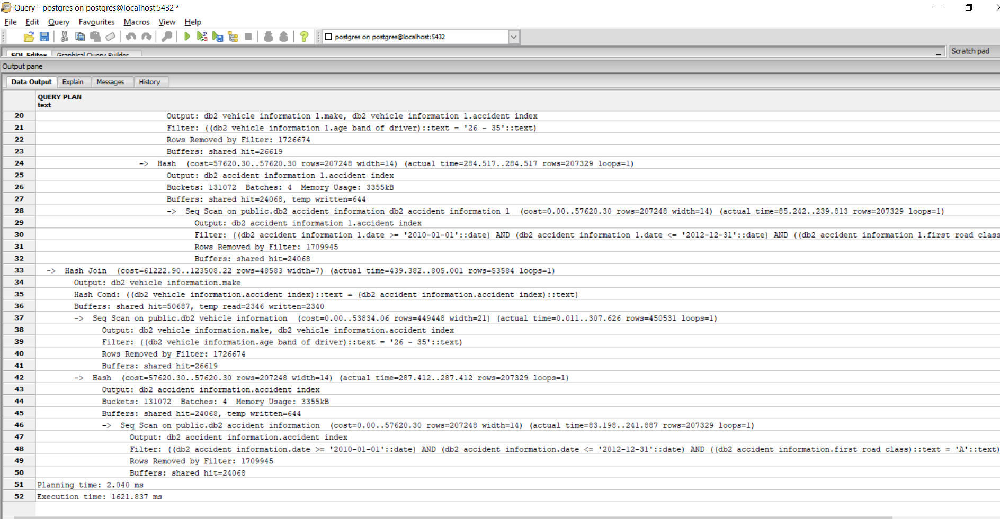 Query - postgres on postgres@localhost:5432 *
File Edit Query Favourites Macros View Help
postgres on postgres@localhost:5432
SQL Editor Graphical Query Builder
Scratch pad
Output pane
Data Output Explain Messages History
QUERY PLAN
text
20 Output: db2 vehicle information 1.make, db2 vehicle information 1.accident index
21 Filter: ((db2 vehicle information 1.age band of driver)::text = '26 - 35'::text)
22 Rows Removed by Filter: 1726674
23 Buffers: shared hit=26619
24 -> Hash (cost=57620.30..57620.30 rows=207248 width=14) (actual time=284.517..284.517 rows=207329 loops=1)
25 Output: db2 accident information 1.accident index
26 Buckets: 131072 Batches: 4 Memory Usage: 3355kB
27 Buffers: shared hit=24068, temp written=644
28 -> Seq Scan on public.db2 accident information db2 accident information 1 (cost=0.00..57620.30 rows=207248 width=14) (actual time=85.242..239.813 rows=207329 loops=1)
29 Output: db2 accident information 1.accident index
30 Filter: ((db2 accident information 1.date >= '2010-01-01'::date) AND (db2 accident information 1.date <= '2012-12-31'::date) AND ((db2 accident information 1.first road class
31 Rows Removed by Filter: 1709945
32 Buffers: shared hit=24068
33 -> Hash Join (cost=61222.90..123508.22 rows=48583 width=7) (actual time=439.382..805.001 rows=53584 loops=1)
34 Output: db2 vehicle information.make
35 Hash Cond: ((db2 vehicle information.accident index)::text = (db2 accident information.accident index)::text)
36 Buffers: shared hit=50687, temp read=2346 written=2340
37 -> Seq Scan on public.db2 vehicle information (cost=0.00..53834.06 rows=449448 width=21) (actual time=0.011..307.626 rows=450531 loops=1)
38 Output: db2 vehicle information.make, db2 vehicle information.accident index
39 Filter: ((db2 vehicle information.age band of driver)::text = '26 - 35'::text)
40 Rows Removed by Filter: 1726674
41 Buffers: shared hit=26619
42 -> Hash (cost=57620.30..57620.30 rows=207248 width=14) (actual time=287.412..287.412 rows=207329 loops=1)
43 Output: db2 accident information.accident index
44 Buckets: 131072 Batches: 4 Memory Usage: 3355kB
45 Buffers: shared hit=24068, temp written=644
46 -> Seq Scan on public.db2 accident information (cost=0.00..57620.30 rows=207248 width=14) (actual time=83.198..241.887 rows=207329 loops=1)
47 Output: db2 accident information.accident index
48 Filter: ((db2 accident information.date >= '2010-01-01'::date) AND (db2 accident information.date <= '2012-12-31'::date) AND ((db2 accident information.first road class)::text = 'A'::text)
49 Rows Removed by Filter: 1709945
50 Buffers: shared hit=24068
51 Planning time: 2.040 ms
52 Execution time: 1621.837 ms